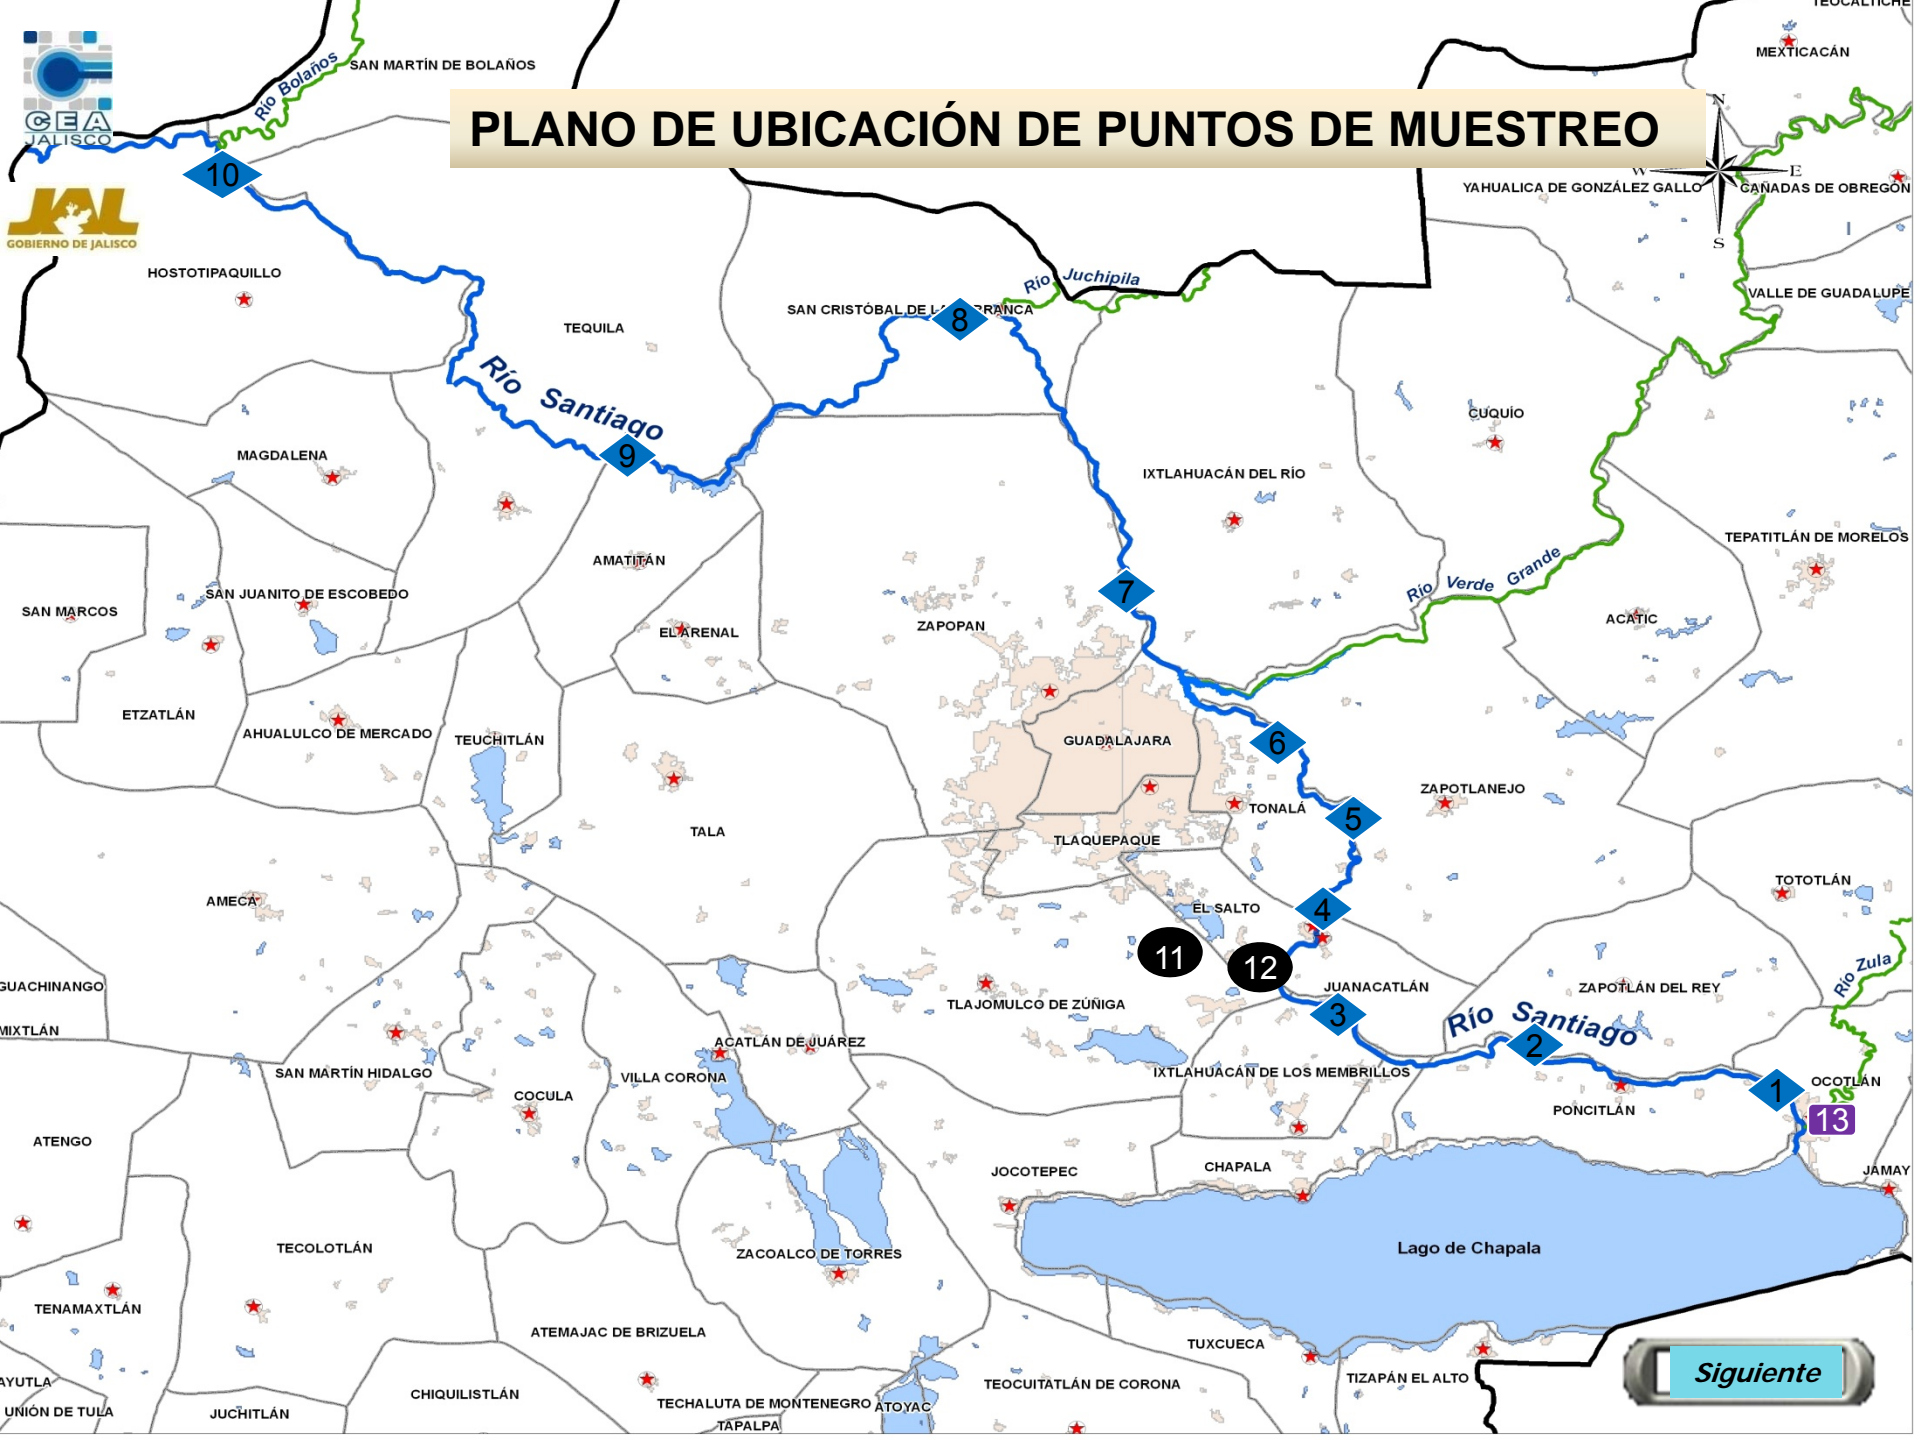 TEOCALTICHE
MEXTICACÁN
SAN MARTÍN DE BOLAÑOS
Río Bolaños
CEA
JALISCO
PLANO DE UBICACIÓN DE PUNTOS DE MUESTREO
N
W
E
S
10
YAHUALICA DE GONZÁLEZ GALLO
CAÑADAS DE OBREGÓN
JAL
GOBIERNO DE JALISCO
HOSTOTIPAQUILLO
Río Juchipila
VALLE DE GUADALUPE
SAN CRISTÓBAL DE LA BARRANCA
8
TEQUILA
Río Santiago
CUQUÍO
9
MAGDALENA
IXTLAHUACÁN DEL RÍO
TEPATITLÁN DE MORELOS
AMATITÁN
Río Verde Grande
7
SAN JUANITO DE ESCOBEDO
SAN MARCOS
ACATIC
ZAPOPAN
EL ARENAL
ETZATLÁN
AHUALULCO DE MERCADO
TEUCHITLÁN
GUADALAJARA
6
ZAPOTLANEJO
TONALÁ
5
TALA
TLAQUEPAQUE
TOTOTLÁN
AMECA
EL SALTO
4
11
12
Río Zula
GUACHINANGO
JUANACATLÁN
ZAPOTLÁN DEL REY
TLAJOMULCO DE ZÚÑIGA
3
Río Santiago
MIXTLÁN
ACATLÁN DE JUÁREZ
2
SAN MARTÍN HIDALGO
VILLA CORONA
IXTLAHUACÁN DE LOS MEMBRILLOS
1
OCOTLÁN
COCULA
PONCITLÁN
13
ATENGO
JOCOTEPEC
CHAPALA
JAMAY
TECOLOTLÁN
ZACOALCO DE TORRES
Lago de Chapala
TENAMAXTLÁN
ATEMAJAC DE BRIZUELA
TUXCUECA
Siguiente
AYUTLA
CHIQUILISTLÁN
TEOCUITATLÁN DE CORONA
TIZAPÁN EL ALTO
UNIÓN DE TULA
JUCHITLÁN
TECHALUTA DE MONTENEGRO
ATOYAC
TAPALPA